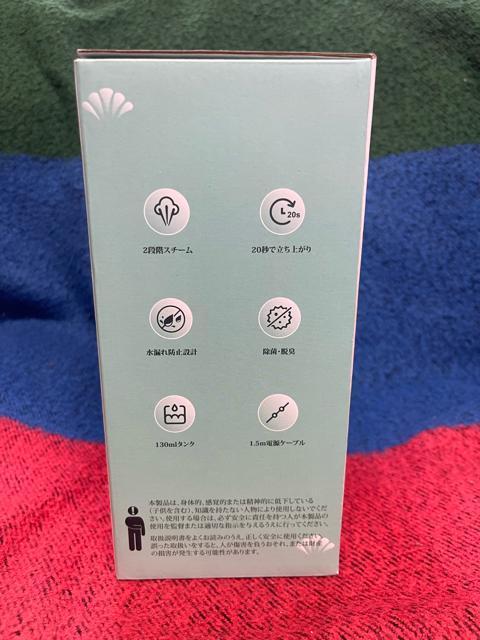 20s
2段階スチーム
20秒で立ち上がり
水漏れ防止設計
除菌・脱臭
130mlタンク
1.5m電源ケーブル
本製品は、身体的、感覚的または精神的に低下している
(子供を含む)、知識を持たない人物により使用しないでくだ
さい。使用する場合は、必ず安全に責任を持つ人が本製品の
使用を監督または適切な指示を与えるうえに行ってください。
取扱説明書をよくお読みのうえ、正しく安全に使用ください。
誤った取扱いをすると、人が傷害を負うおそれ、または財産
の損害が発生する可能性があります。